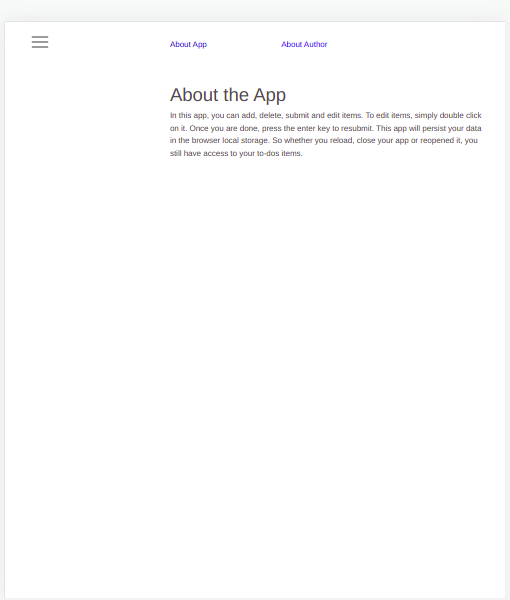 About App
About Author
About the App
In this app, you can add, delete, submit and edit items. To edit items, simply double click
on it. Once you are done, press the enter key to resubmit. This app will persist your data
in the browser local storage. So whether you reload, close your app or reopened it, you
still have access to your to-dos items.